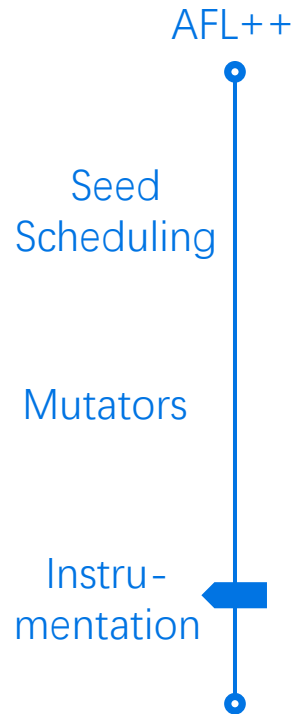 AFL++
Seed
Scheduling
Mutators
Instru-
mentation